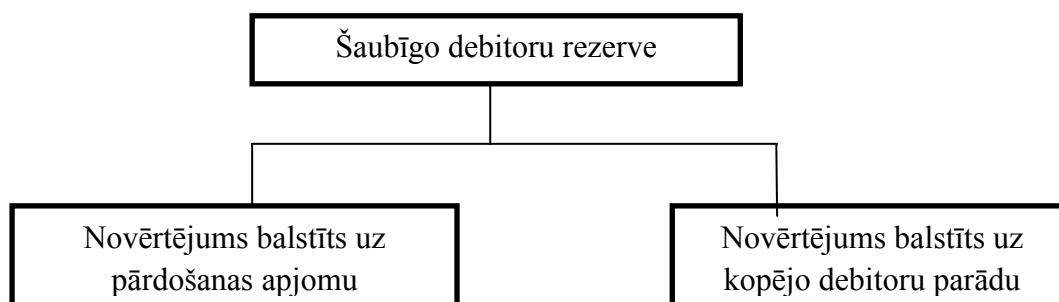 Šaubīgo debitoru rezerve
Novērtējums balstīts uz
pārdošanas apjomu
Novērtējums balstīts uz
kopējo debitoru parādu